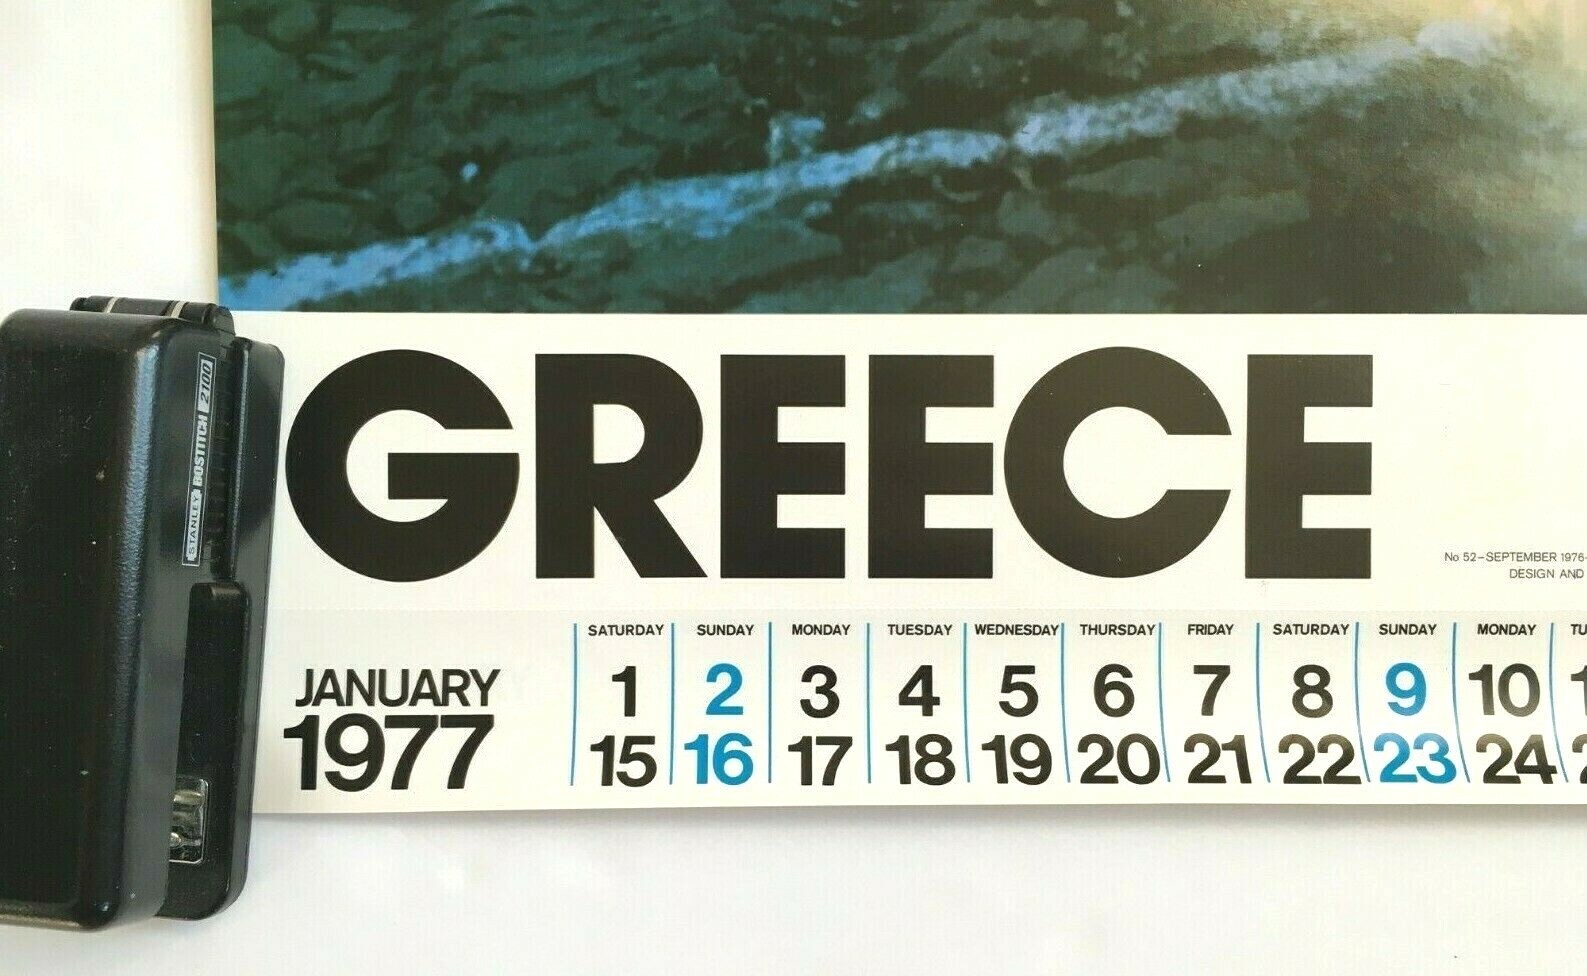 STANLEY BOSTITCH 2100
GREECE
No 52-SEPTEMBER 1976-
DESIGN AND
SATURDAY SUNDAY MONDAY TUESDAY WEDNESDAY THURSDAY FRIDAY SATURDAY SUNDAY MONDAY
JANUARY 1 2 3 4 5 6 7 8 9 10
1977 15 16 17 18 19 20 21 22 23 24